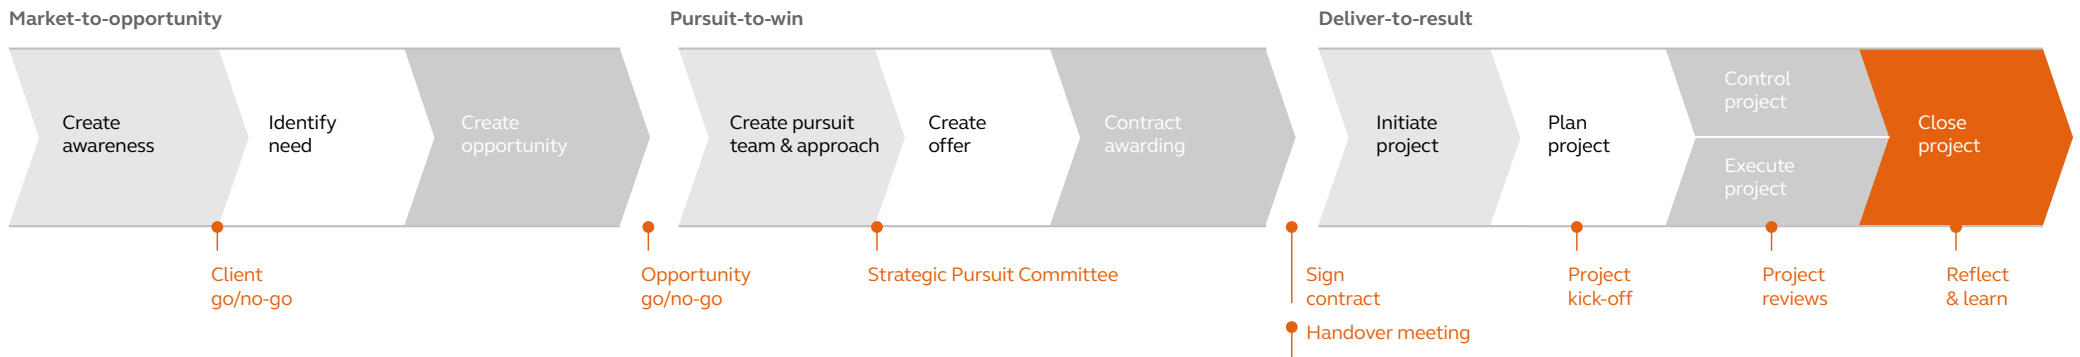 Market-to-opportunity
Pursuit-to-win
Deliver-to-result
Create
awareness
Identify
need
Create
opportunity
Create pursuit
team & approach
Create
offer
Contract
awarding
Initiate
project
Plan
project
Control
project
Execute
project
Close
project
Client
go/no-go
Opportunity
go/no-go
Strategic Pursuit Committee
Sign
contract
Handover meeting
Project
kick-off
Project
reviews
Reflect
& learn